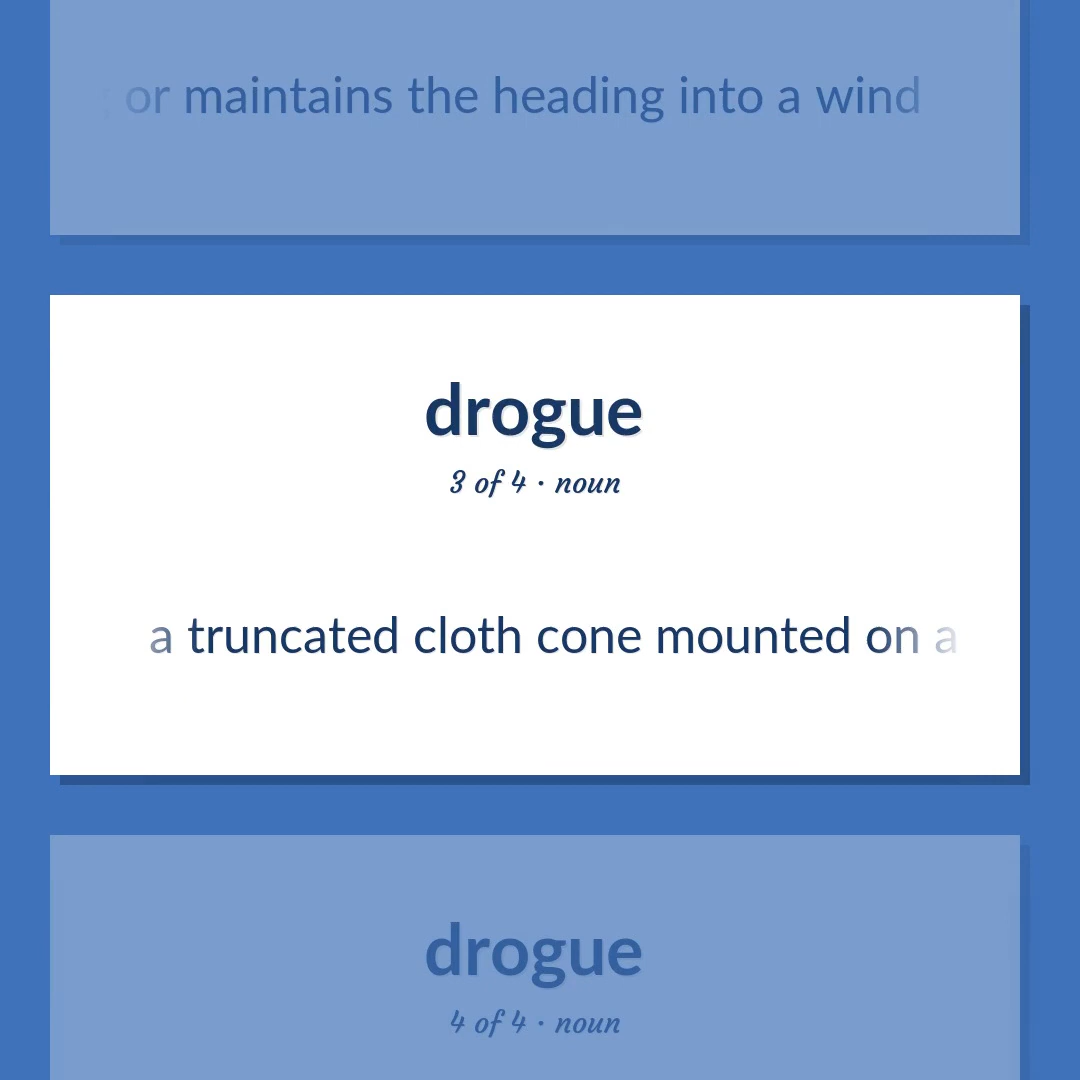 or maintains the heading into a wind
drogue
3 of 4 · noun
a truncated cloth cone mounted on a
drogue
4 of 4 · noun